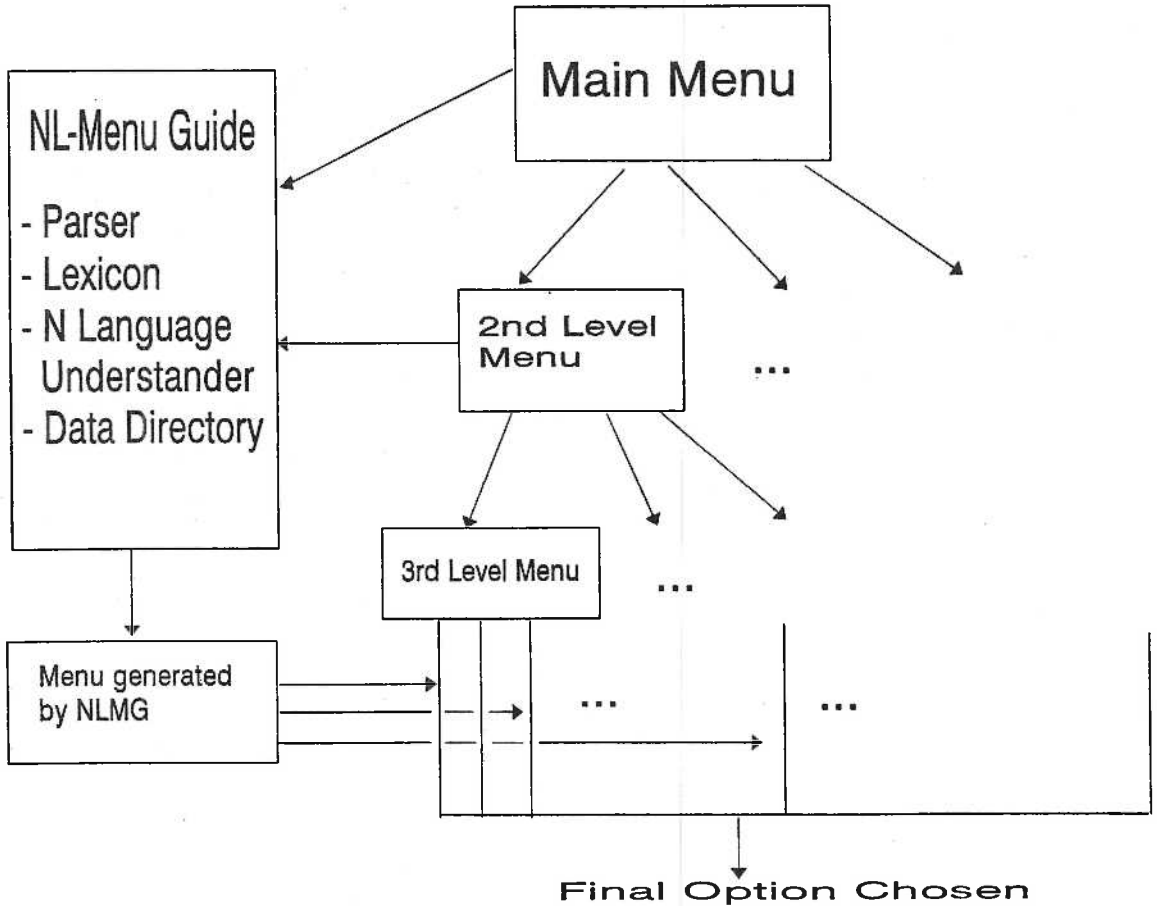 Main Menu
NL-Menu Guide
- Parser
- Lexicon
- N Language
Understander
- Data Directory
2nd Level
Menu
...
3rd Level Menu
...
Menu generated
by NLMG
...
...
Final Option Chosen